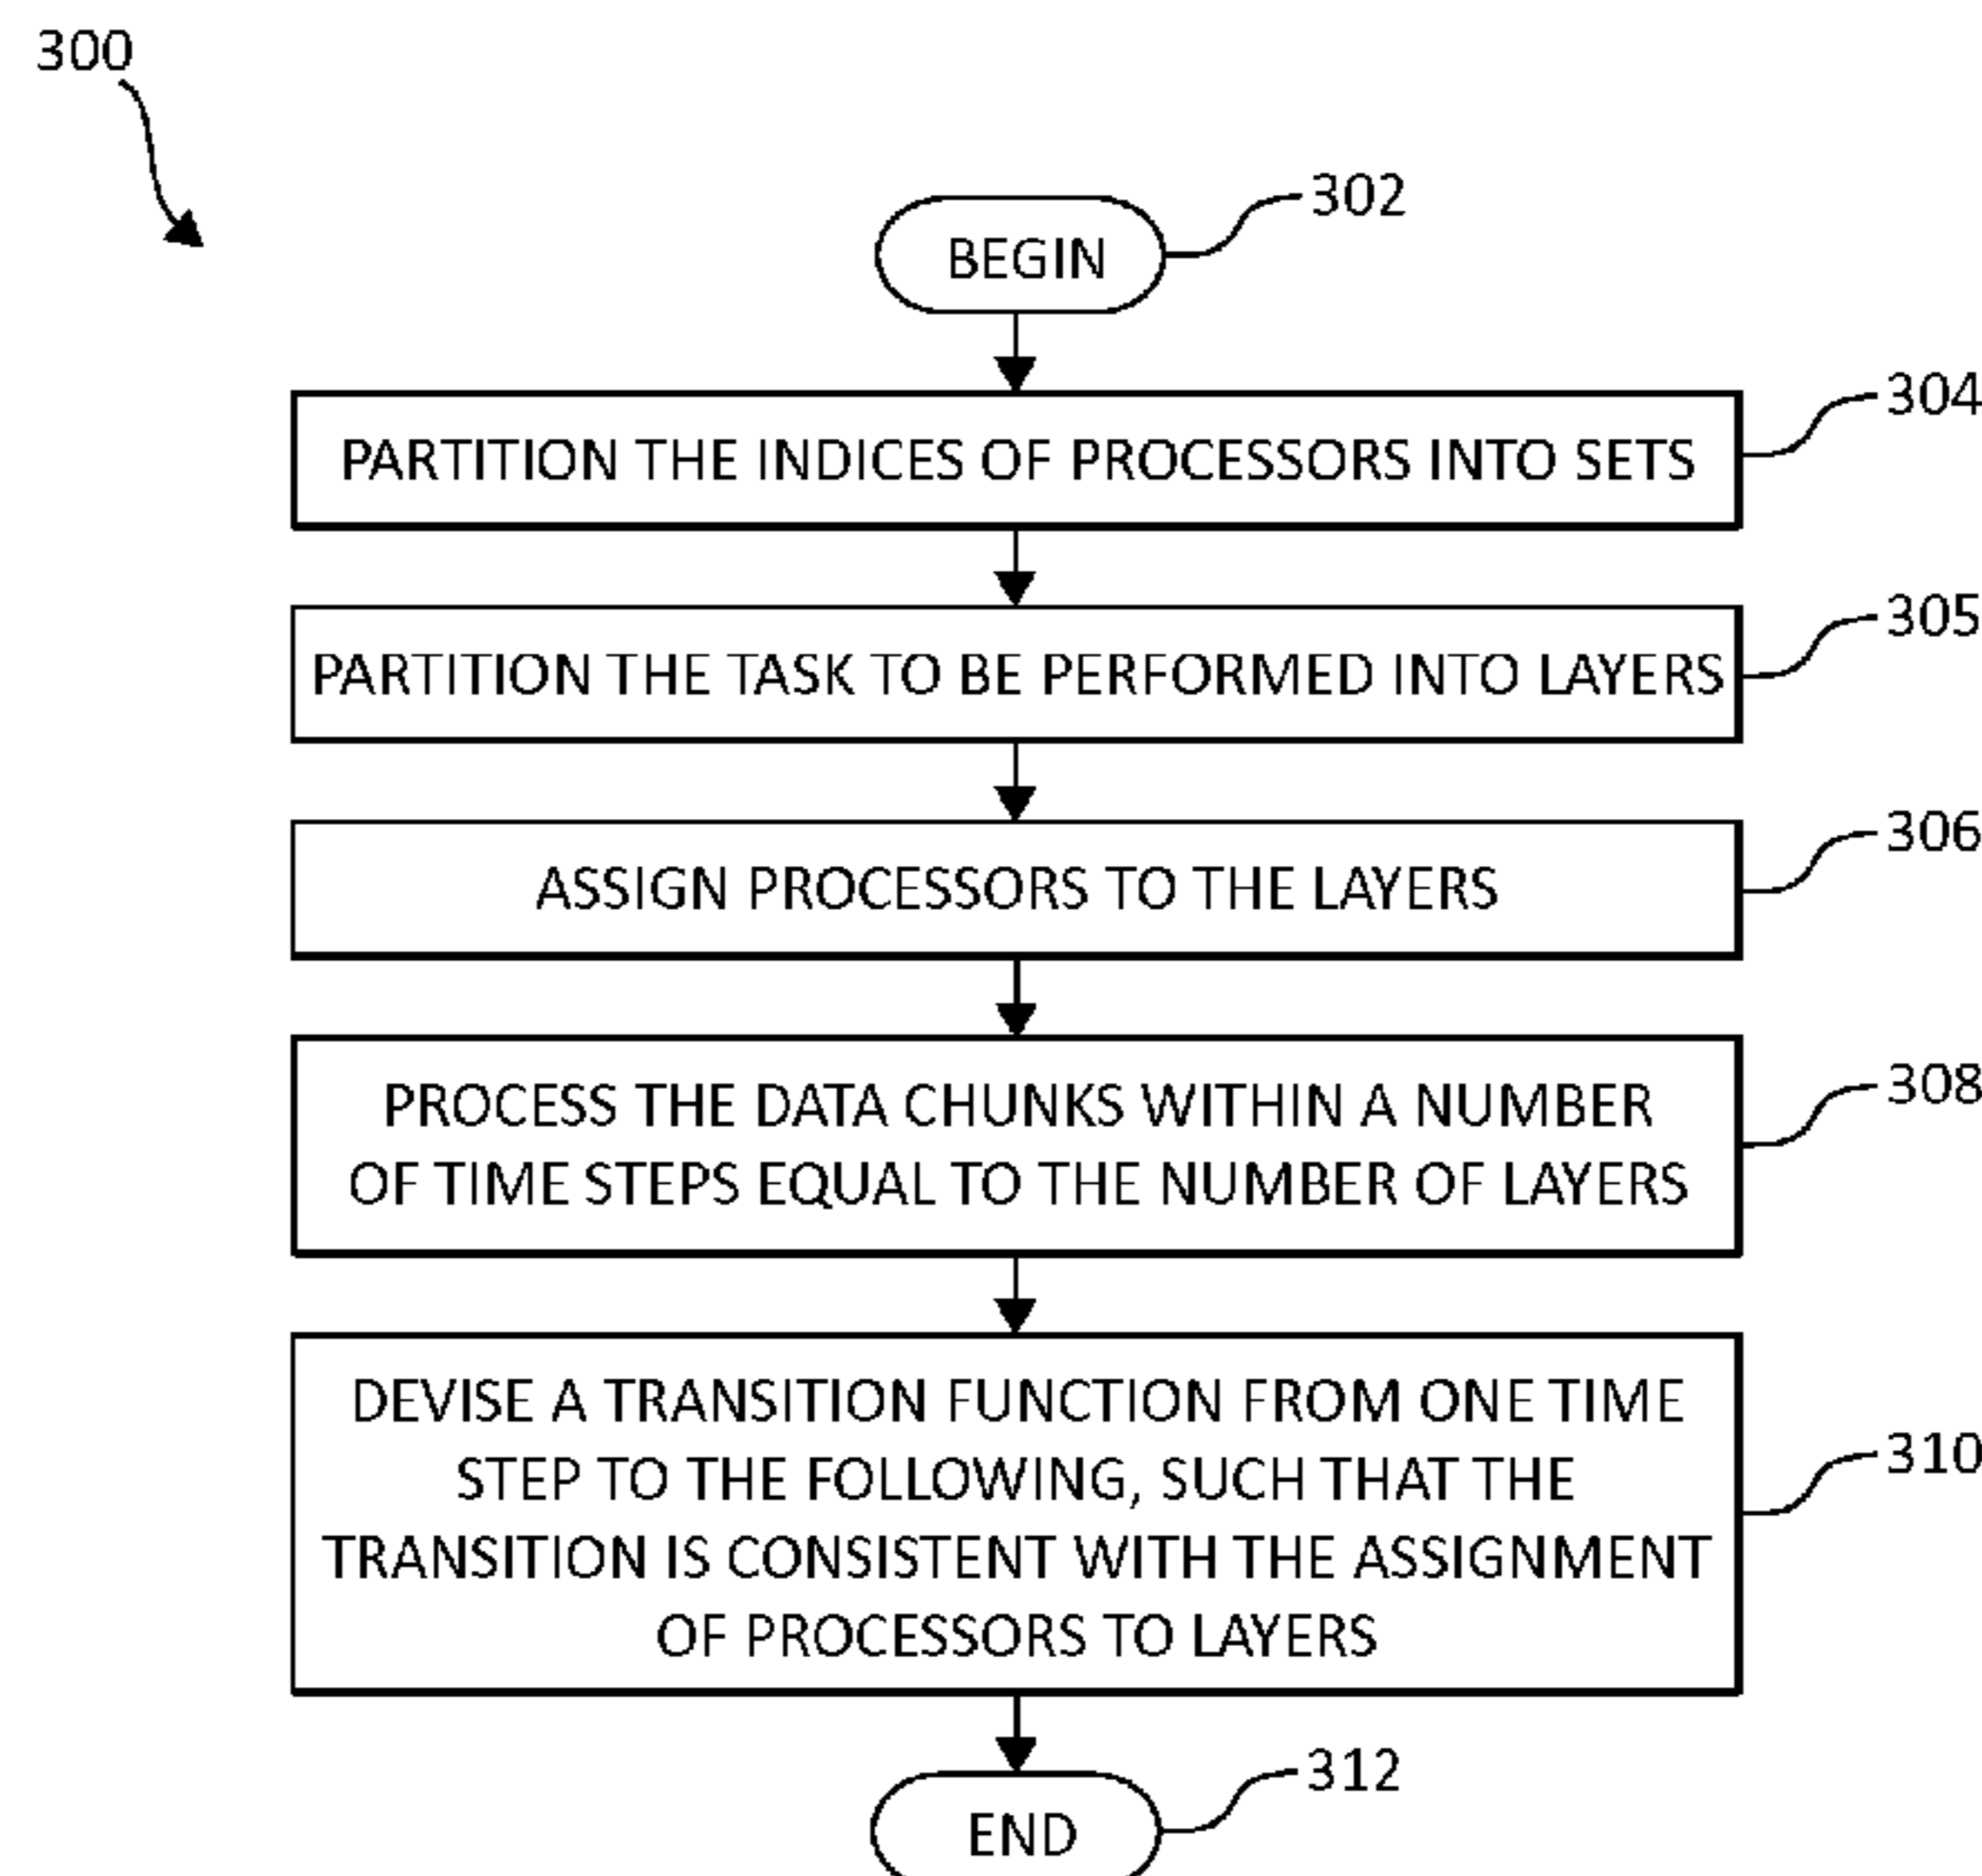 300
302
BEGIN
304
PARTITION THE INDICES OF PROCESSORS INTO SETS
305
PARTITION THE TASK TO BE PERFORMED INTO LAYERS
306
ASSIGN PROCESSORS TO THE LAYERS
308
PROCESS THE DATA CHUNKS WITHIN A NUMBER
OF TIME STEPS EQUAL TO THE NUMBER OF LAYERS
DEVISE A TRANSITION FUNCTION FROM ONE TIME
310
STEP TO THE FOLLOWING, SUCH THAT THE
TRANSITION IS CONSISTENT WITH THE ASSIGNMENT
OF PROCESSORS TO LAYERS
312
END